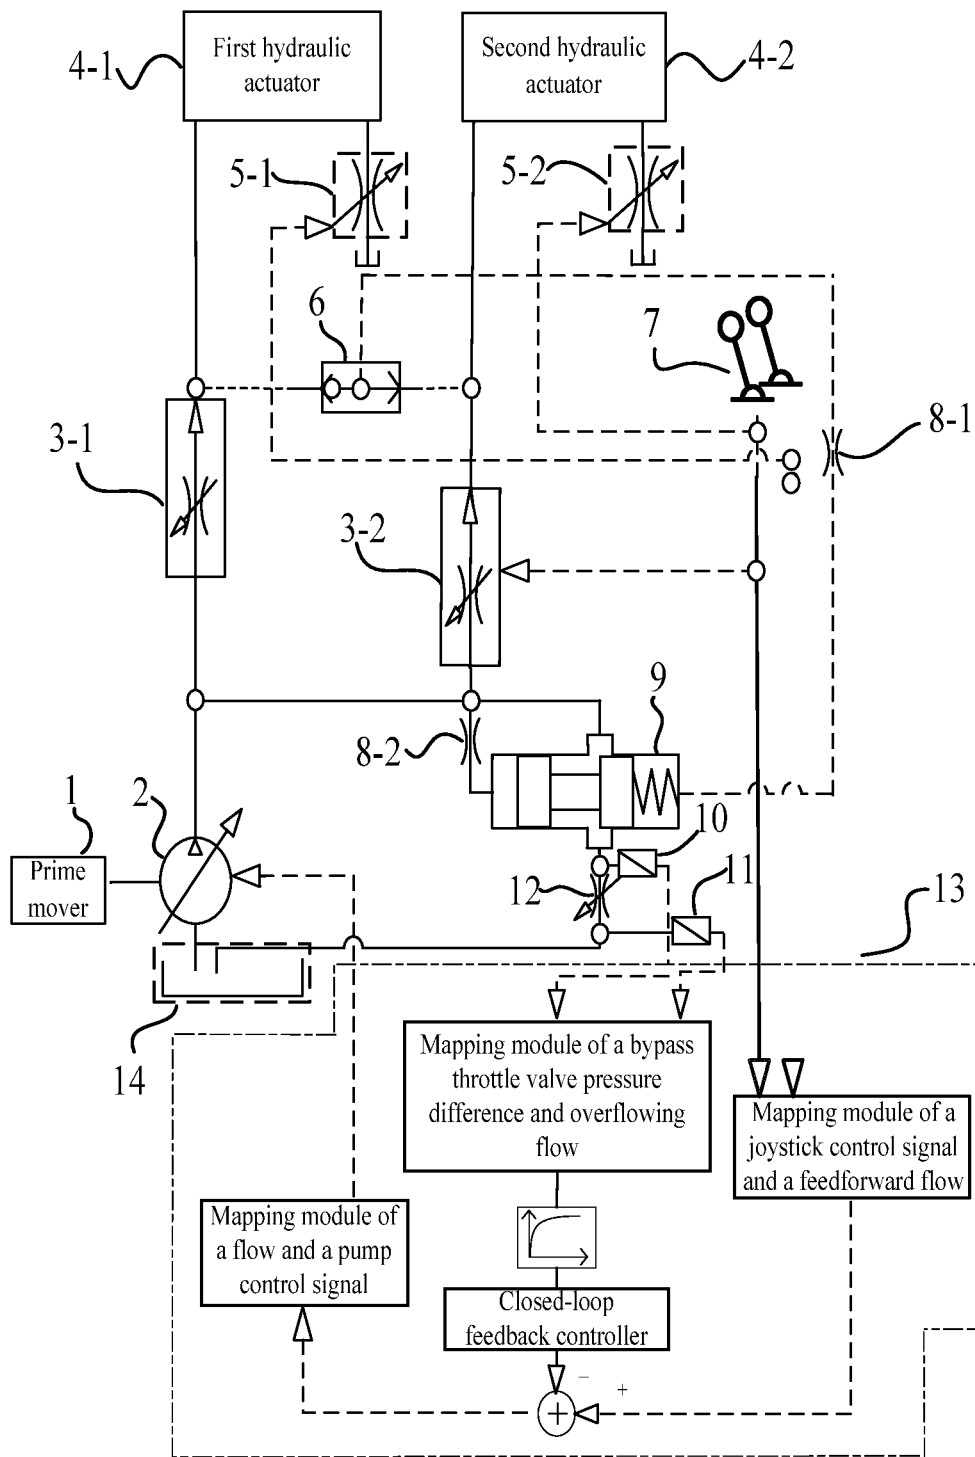 First hydraulic
actuator
Second hydraulic
actuator
4-1
4-2
5-1
5-2
6
7
8-1
3-1
3-2
9
8-2
1
2
10
11
12
13
Prime
mover
14
Mapping module of a bypass
throttle valve pressure
difference and overflowing
flow
Mapping module of a
joystick control signal
and a feedforward flow
Mapping module of
a flow and a pump
control signal
Closed-loop
feedback controller
−
+